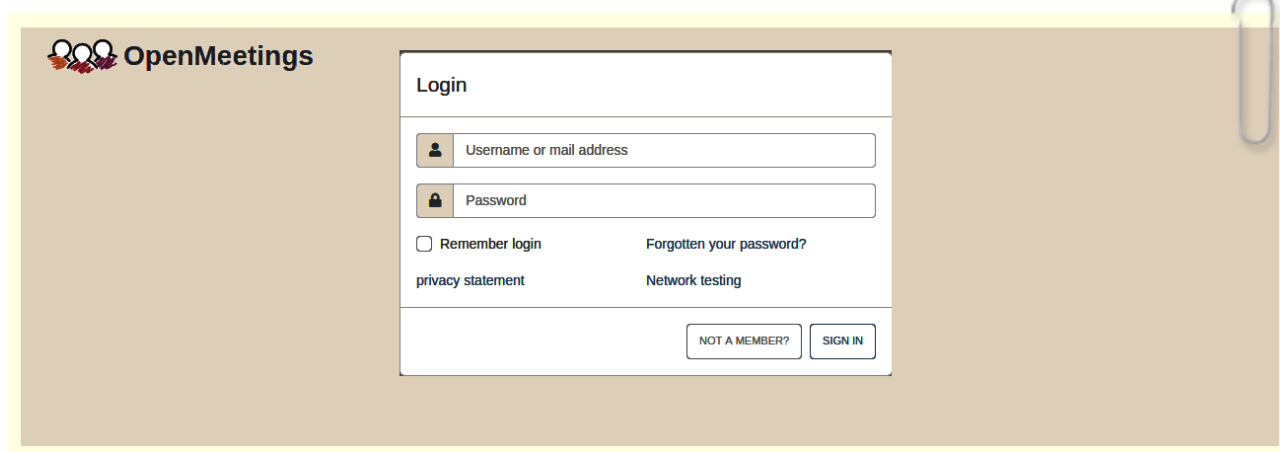 OpenMeetings
Login
Username or mail address
Password
Remember login
Forgotten your password?
privacy statement
Network testing
NOT A MEMBER?
SIGN IN